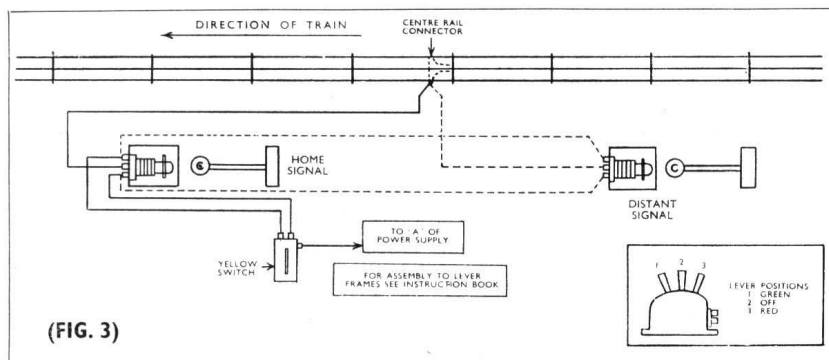 DIRECTION OF TRAIN
CENTRE RAIL
CONNECTOR
HOME
SIGNAL
C
C
DISTANT
SIGNAL
TO 'A' OF
POWER SUPPLY
YELLOW
SWITCH
FOR ASSEMBLY TO LEVER
FRAMES SEE INSTRUCTION BOOK
1 2 3
LEVER POSITIONS
1 GREEN
2 OFF
3 RED
(FIG. 3)